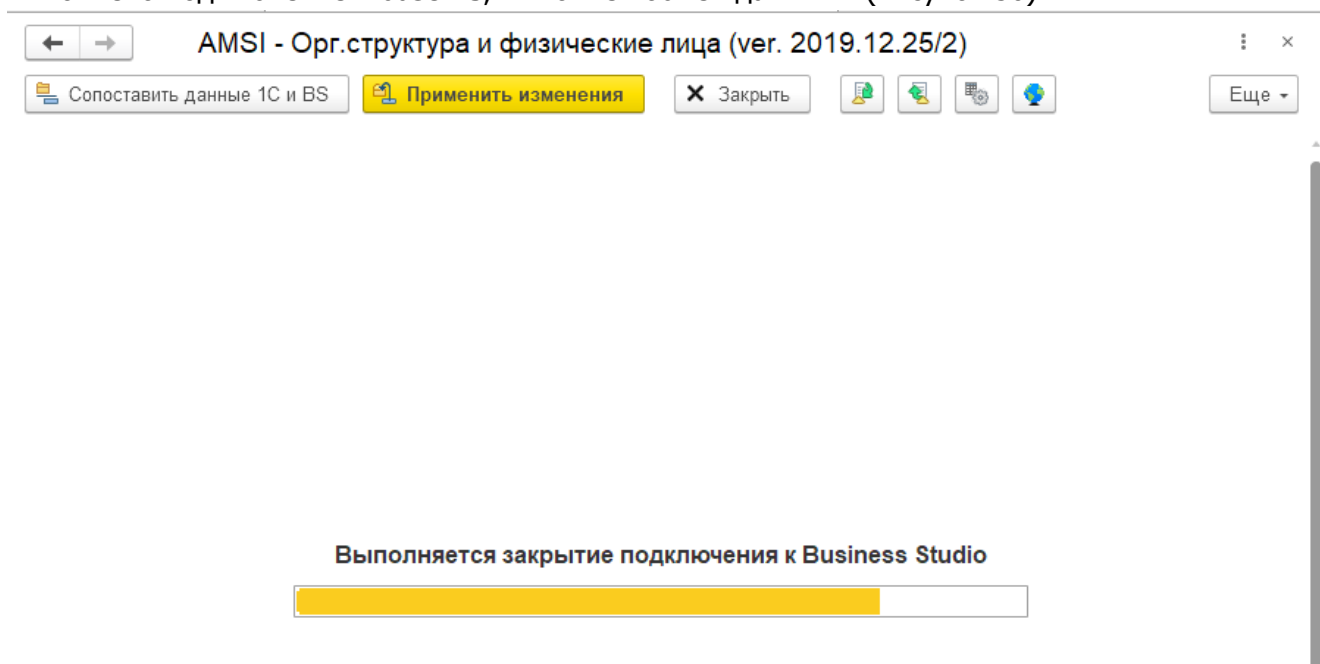 AMSI - Орг.структура и физические лица (ver. 2019.12.25/2)
Сопоставить данные 1С и BS Применить изменения Закрыть Еще
Выполняется закрытие подключения к Business Studio